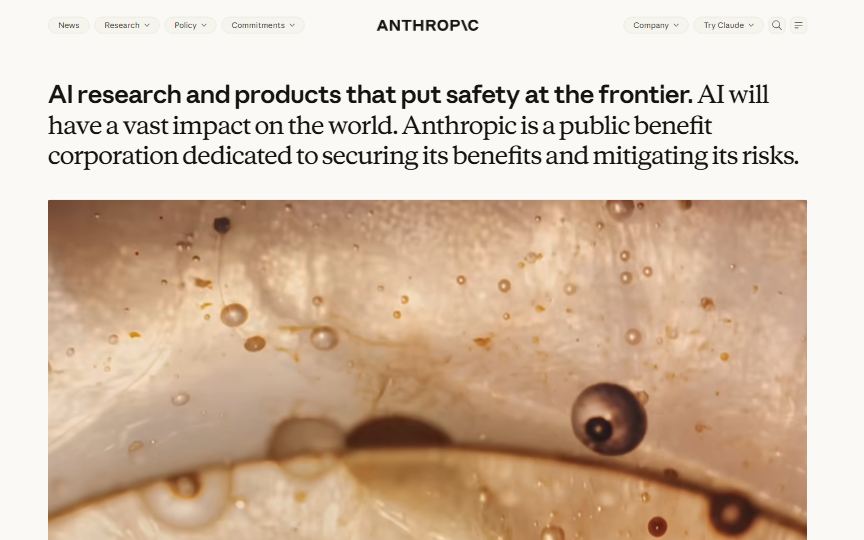 News Research Policy Commitments ANTHROP\C Company Try Claude
AI research and products that put safety at the frontier. AI will
have a vast impact on the world. Anthropic is a public benefit
corporation dedicated to securing its benefits and mitigating its risks.